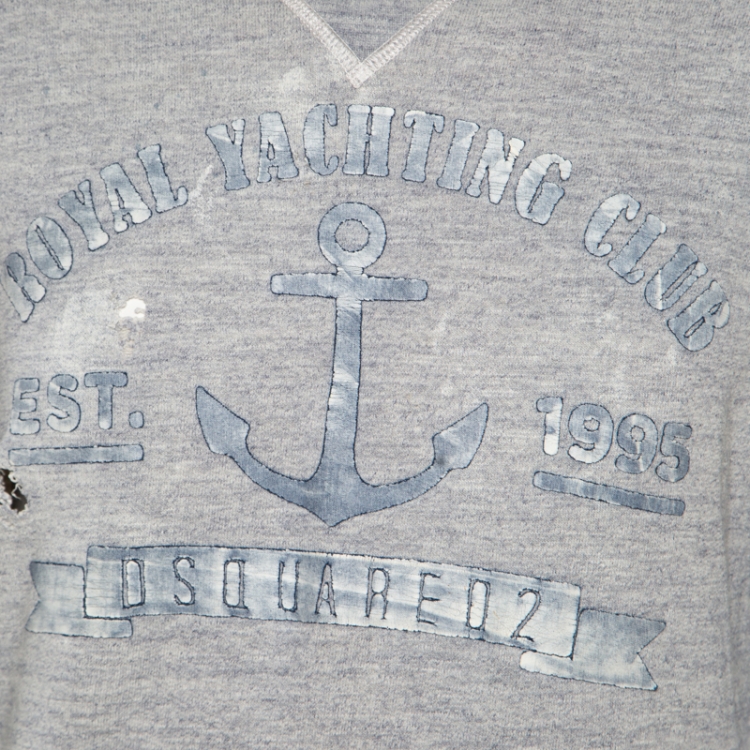 ROYAL YACHTING CLUB
EST. 1995
DSQUARED2